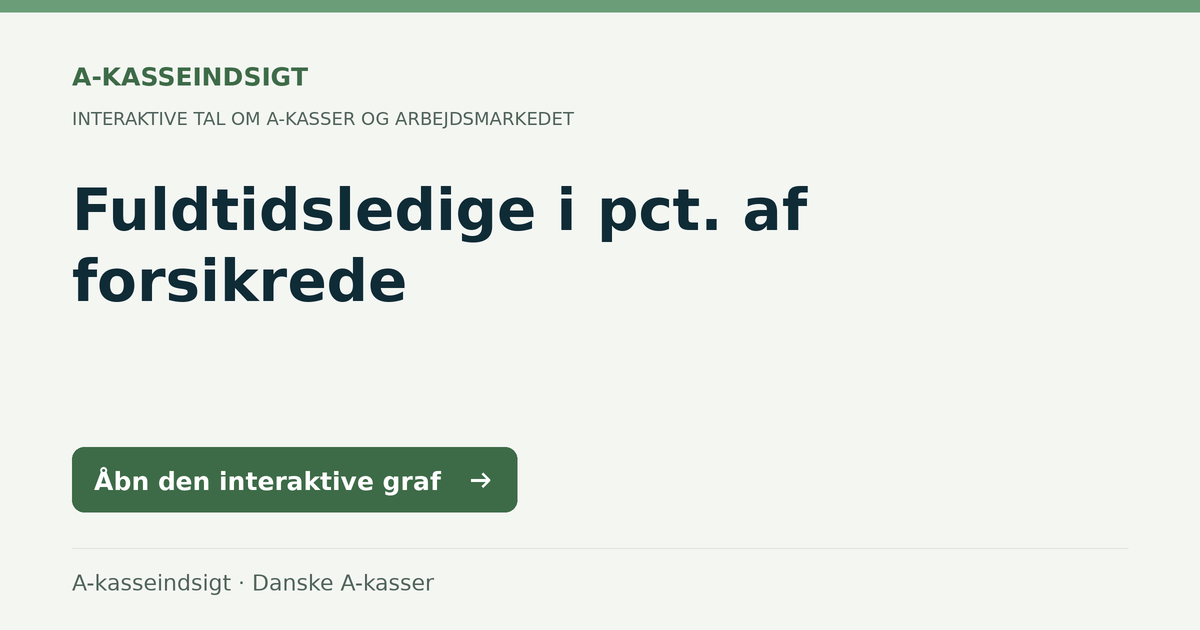 A-KASSEINDSIGT
INTERAKTIVE TAL OM A-KASSER OG ARBEJDSMARKEDET
Fuldtidsledige i pct. af
forsikrede
Åbn den interaktive graf →
A-kasseindsigt · Danske A-kasser